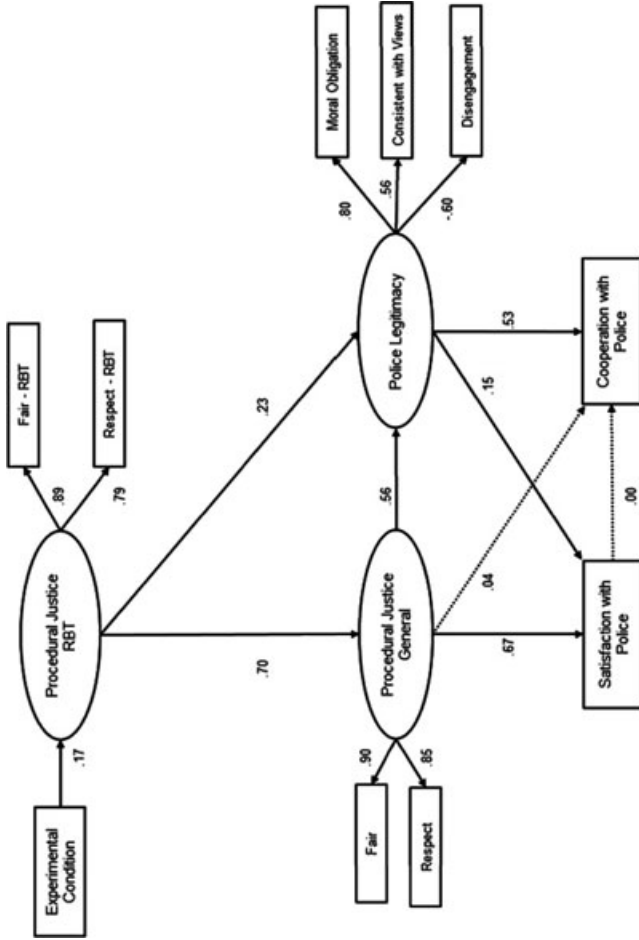 Experimental
Condition
.17
Procedural Justice
RBT
.89
.79
Fair - RBT
Respect - RBT
.70
.23
Fair
Respect
.90
.85
Procedural Justice
General
.56
Police Legitimacy
.80
.56
-.60
Moral Obligation
Consistent with Views
Disengagement
.67
.04
.15
.53
Satisfaction with
Police
.00
Cooperation with
Police